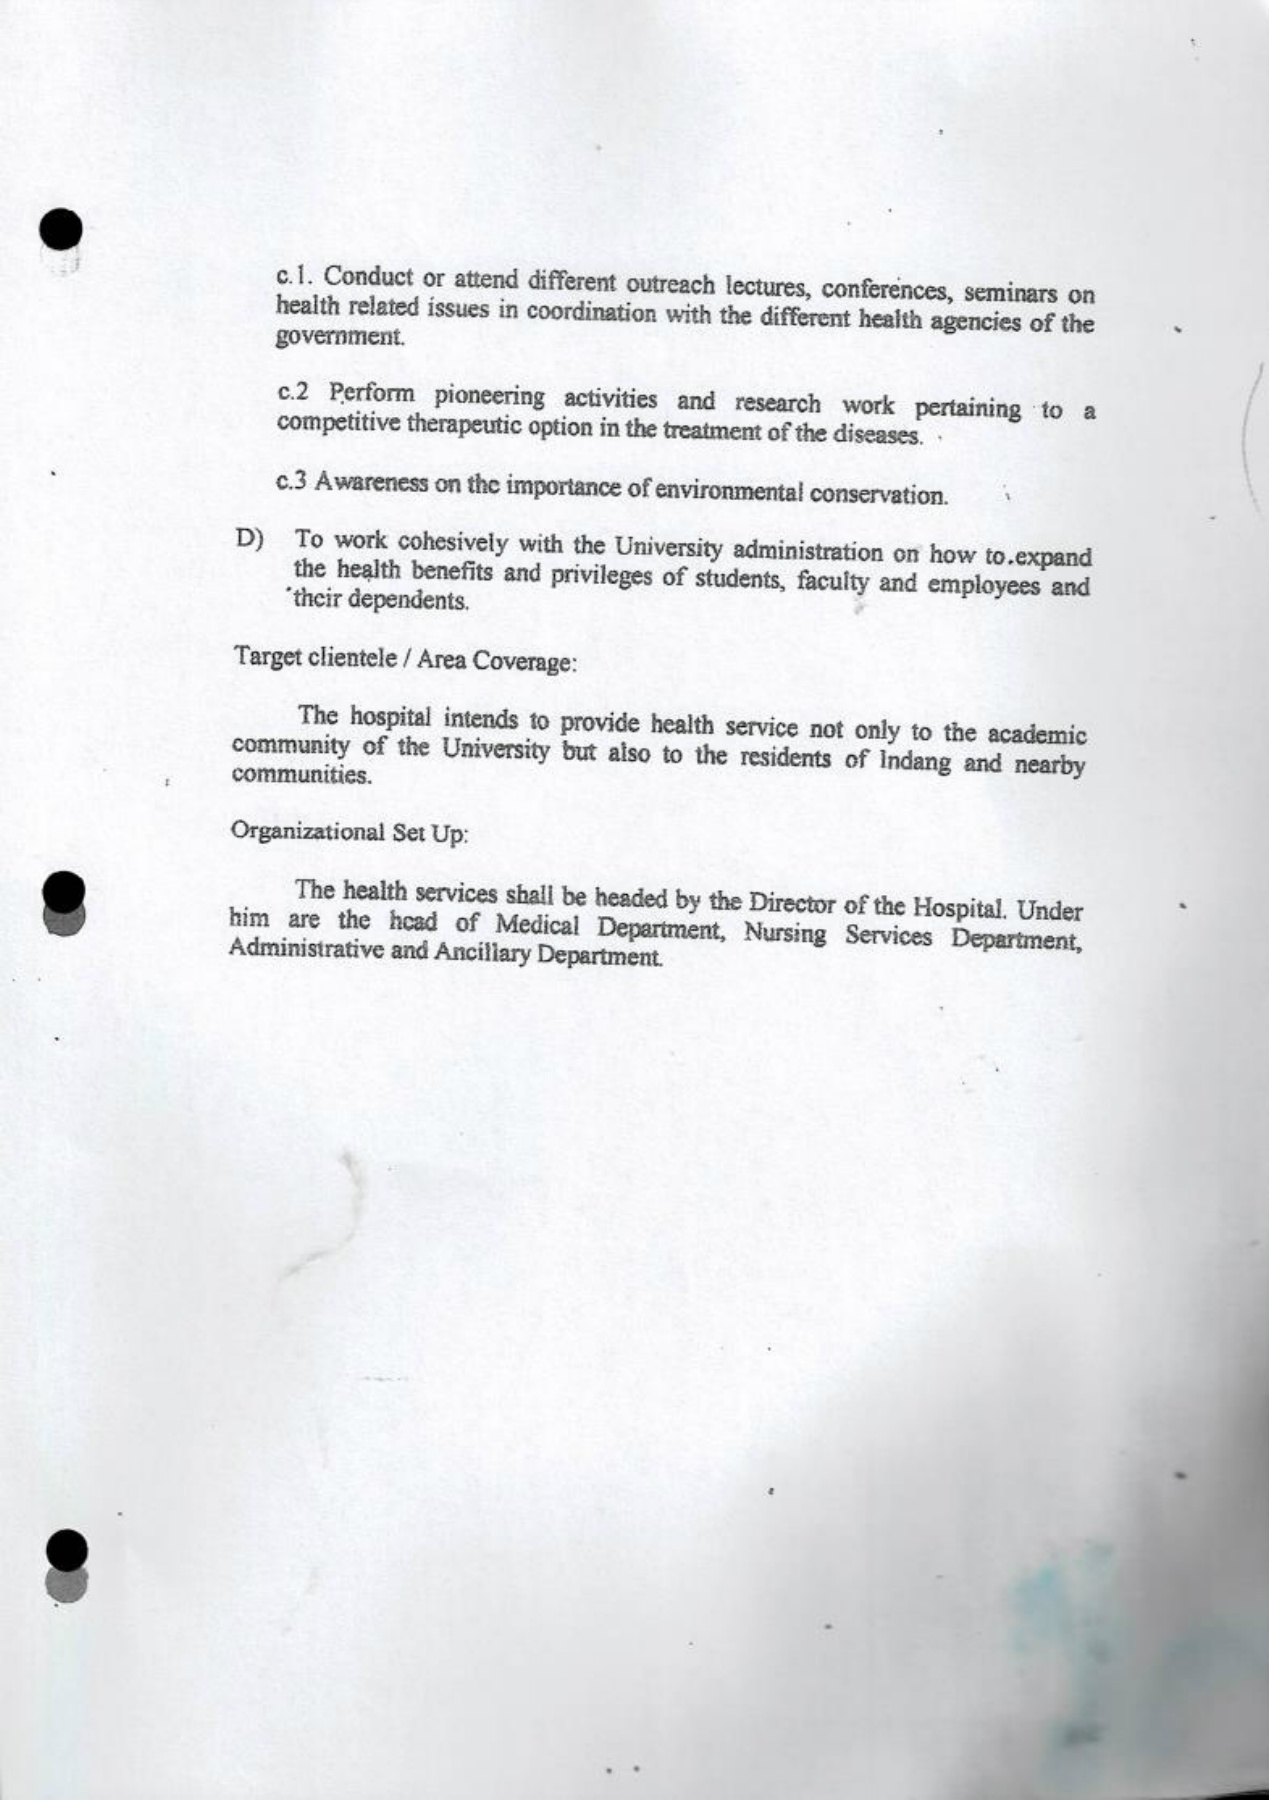 c.1. Conduct or attend different outreach lectures, conferences, seminars on
health related issues in coordination with the different health agencies of the
government.
c.2 Perform pioneering activities and research work pertaining to a
competitive therapeutic option in the treatment of the diseases.
c.3 Awareness on the importance of environmental conservation.
D) To work cohesively with the University administration on how to expand
the health benefits and privileges of students, faculty and employees and
their dependents.
Target clientele / Area Coverage:
The hospital intends to provide health service not only to the academic
community of the University but also to the residents of Indang and nearby
communities.
Organizational Set Up:
The health services shall be headed by the Director of the Hospital. Under
him are the head of Medical Department, Nursing Services Department,
Administrative and Ancillary Department.